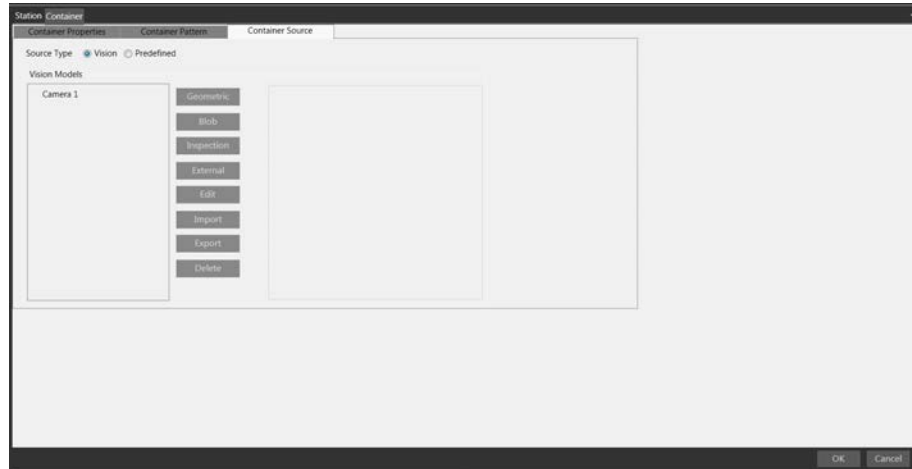 Station Container
Container Properties Container Pattern Container Source
Source Type Vision Predefined
Vision Models
Camera 1
Geometric
Blob
Inspection
External
Edit
Import
Export
Delete
OK Cancel